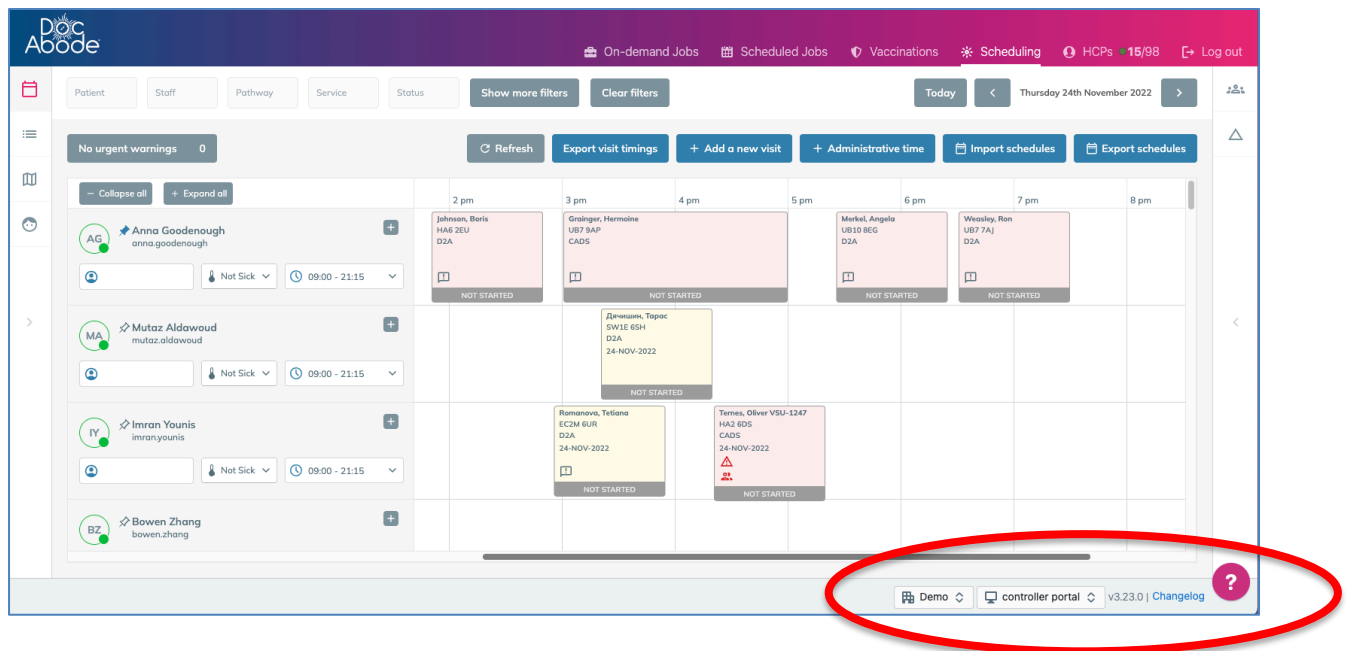 Doc
Abode
On-demand Jobs Scheduled Jobs Vaccinations Scheduling HCPs 15/98 Log out
Patient Staff Pathway Service Status Show more filters Clear filters Today < Thursday 24th November 2022 >
No urgent warnings 0 Refresh Export visit timings + Add a new visit + Administrative time Import schedules Export schedules
− Collapse all + Expand all 2 pm 3 pm 4 pm 5 pm 6 pm 7 pm 8 pm
AG Anna Goodenough
anna.goodenough
Not Sick 09:00 - 21:15
Johnson, Boris
HA6 2EU
D2A
NOT STARTED
Grainger, Hermoine
UB7 9AP
CADS
NOT STARTED
Merkel, Angela
UB10 8EG
D2A
NOT STARTED
Weasley, Ron
UB7 7AJ
D2A
NOT STARTED
MA Mutaz Aldawoud
mutaz.aldawoud
Not Sick 09:00 - 21:15
Дячишин, Тарас
SW1E 6SH
D2A
24-NOV-2022
NOT STARTED
IY Imran Younis
imran.younis
Not Sick 09:00 - 21:15
Romanova, Tetiana
EC2M 6UR
D2A
24-NOV-2022
NOT STARTED
Temes, Oliver VSU-1247
HA2 6DS
CADS
24-NOV-2022
NOT STARTED
BZ Bowen Zhang
bowen.zhang
Demo controller portal v3.23.0 | Changelog ?